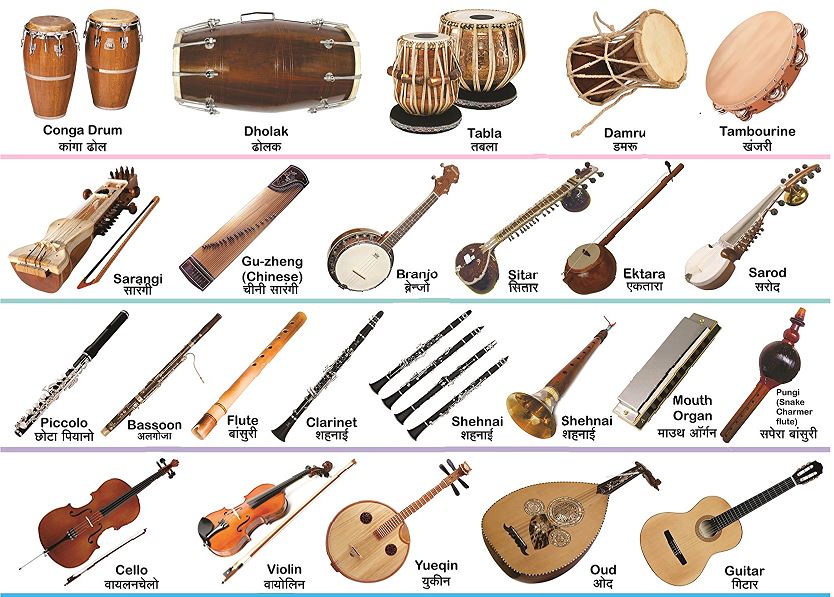 Conga Drum
कांगा ढोल
Dholak
ढोलक
Tabla
तबला
Damru
डमरू
Tambourine
खंजरी
Sarangi
सारंगी
Gu-zheng
(Chinese)
चीनी सारंगी
Branjo
ब्रेन्जो
Sitar
सितार
Ektara
एकतारा
Sarod
सरोद
Piccolo
छोटा पियानो
Bassoon
अलगोजा
Flute
बांसुरी
Clarinet
शहनाई
Shehnai
शहनाई
Shehnai
शहनाई
Mouth
Organ
माउथ ऑर्गन
Pungi
(Snake
Charmer
flute)
सपेरा बांसुरी
Cello
वायलनचेलो
Violin
वायोलिन
Yueqin
युकीन
Oud
ओद
Guitar
गिटार